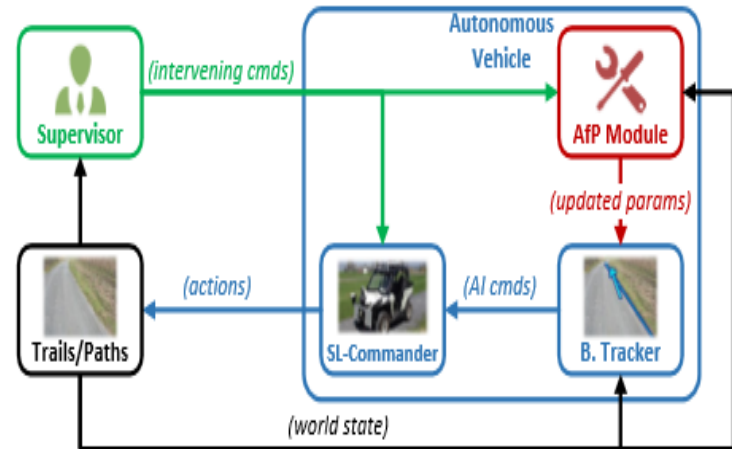 Autonomous
Vehicle
(intervening cmds)
Supervisor
AfP Module
(updated params)
(actions)
(AI cmds)
Trails/Paths
SL-Commander
B. Tracker
(world state)